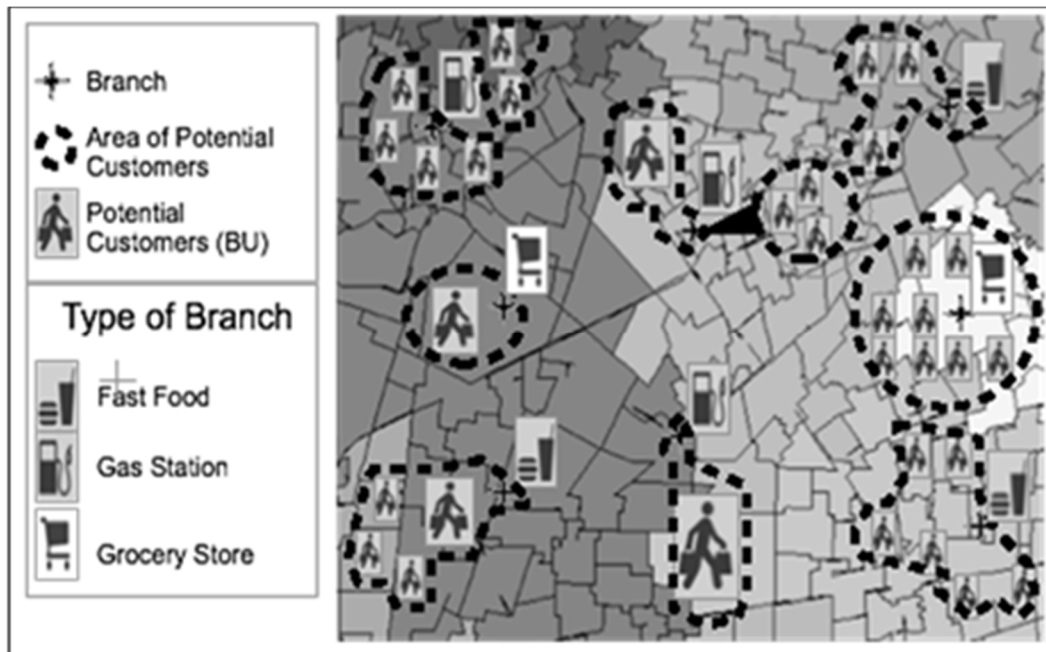 Branch
Area of Potential
Customers
Potential
Customers (BU)
Type of Branch
Fast Food
Gas Station
Grocery Store